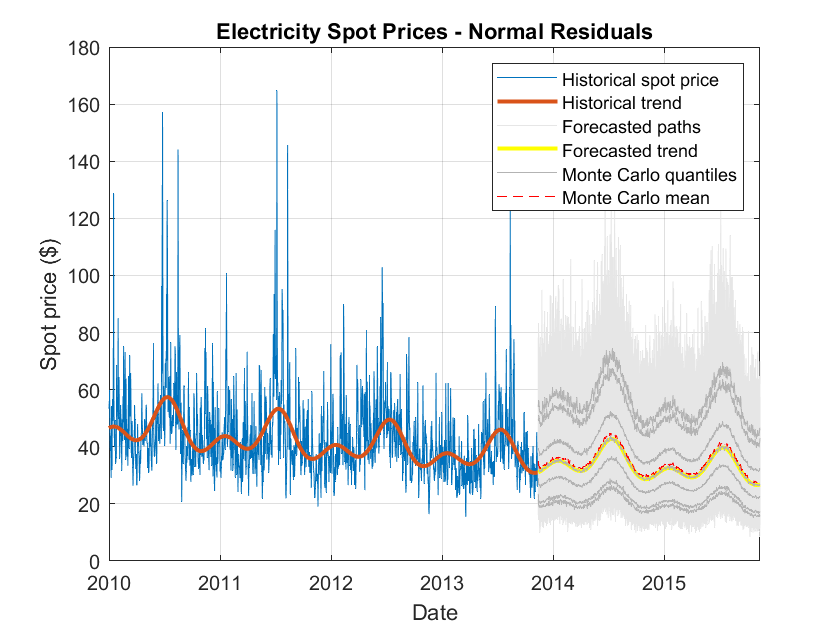 Electricity Spot Prices - Normal Residuals
180
160
140
120
100
80
60
40
20
0
Spot price ($)
Historical spot price
Historical trend
Forecasted paths
Forecasted trend
Monte Carlo quantiles
Monte Carlo mean
2010 2011 2012 2013 2014 2015
Date